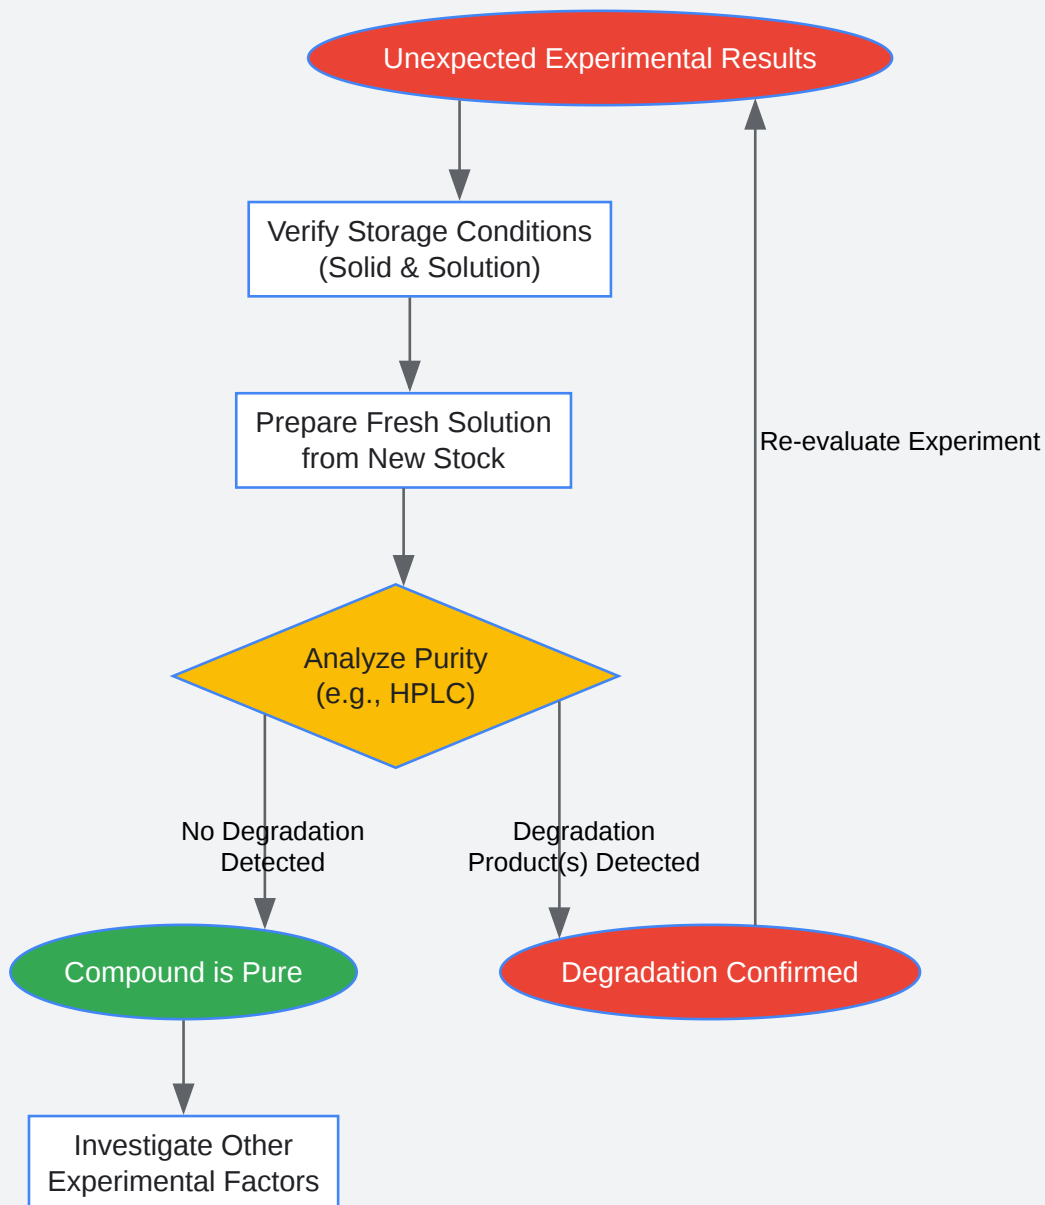 Unexpected Experimental Results
Verify Storage Conditions
(Solid & Solution)
Prepare Fresh Solution
from New Stock
Re-evaluate Experiment
Analyze Purity
(e.g., HPLC)
No Degradation
Detected
Degradation
Product(s) Detected
Compound is Pure
Degradation Confirmed
Investigate Other
Experimental Factors